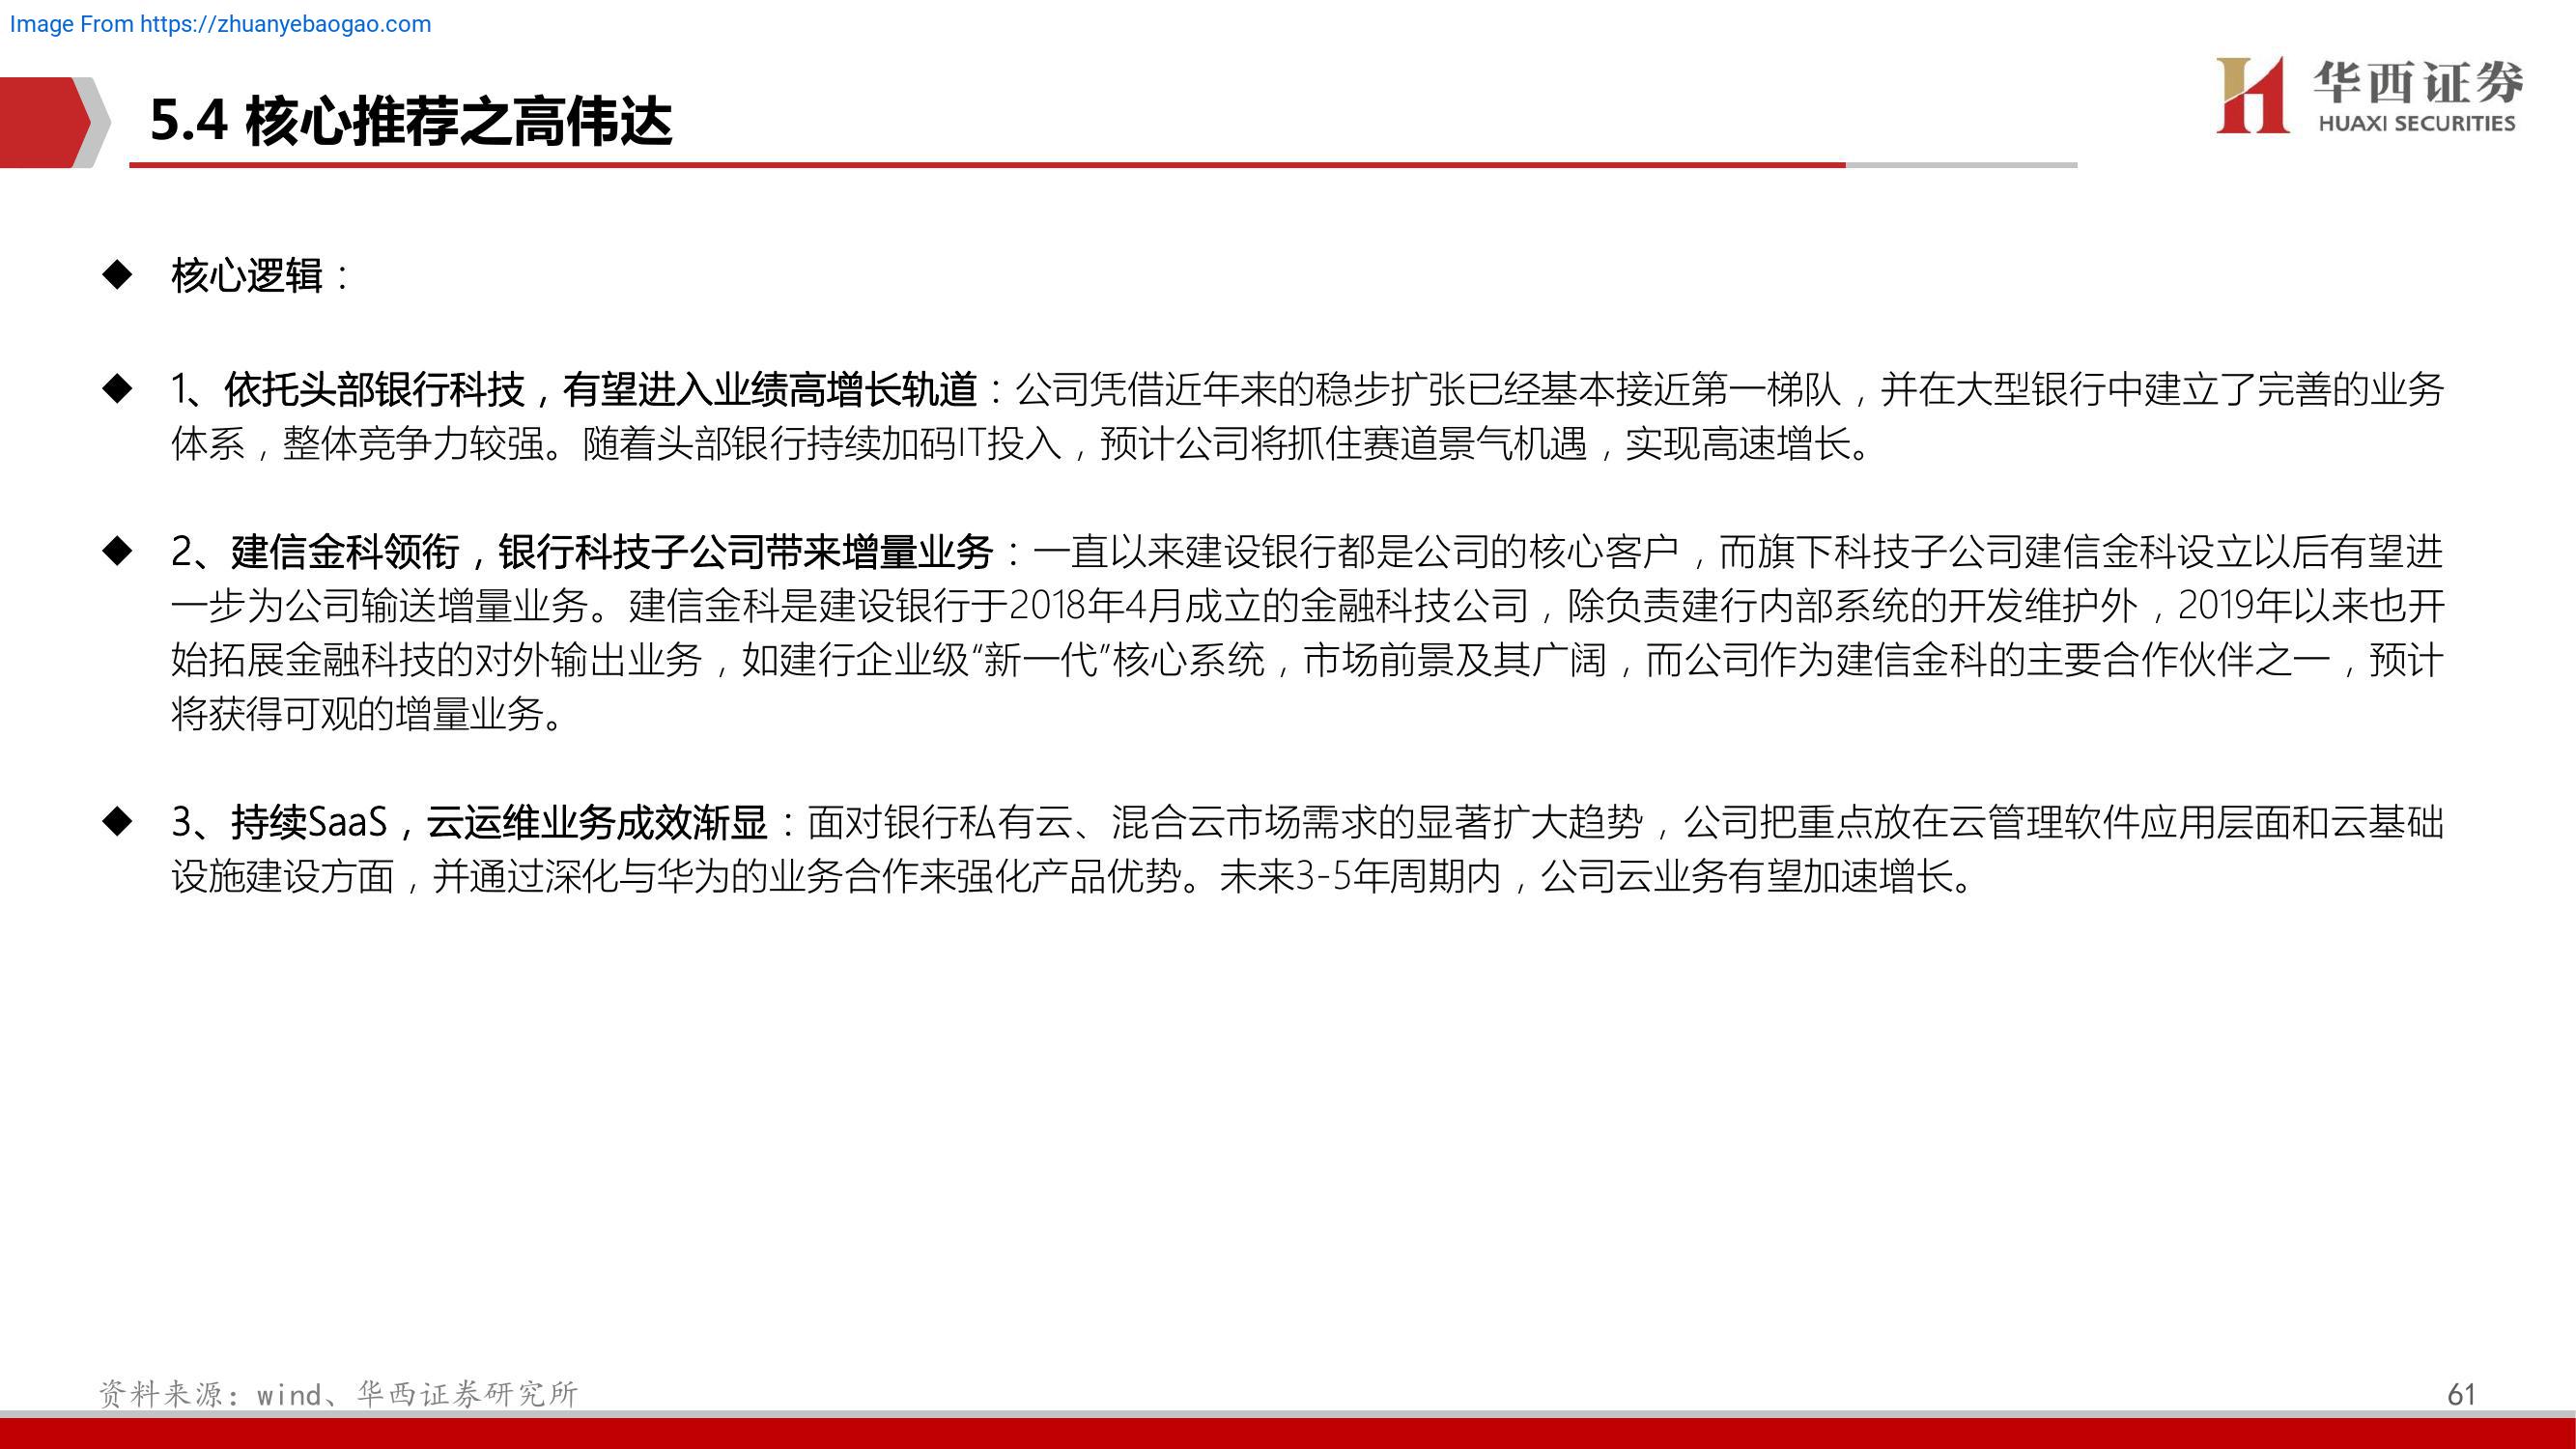 Image From https://zhuanyebaogao.com
华西证券
HUAXI SECURITIES
5.4 核心推荐之高伟达
◆ 核心逻辑：
◆ 1、依托头部银行科技，有望进入业绩高增长轨道：公司凭借近年来的稳步扩张已经基本接近第一梯队，并在大型银行中建立了完善的业务
体系，整体竞争力较强。随着头部银行持续加码IT投入，预计公司将抓住赛道景气机遇，实现高速增长。
◆ 2、建信金科领衔，银行科技子公司带来增量业务：一直以来建设银行都是公司的核心客户，而旗下科技子公司建信金科设立以后有望进
一步为公司输送增量业务。建信金科是建设银行于2018年4月成立的金融科技公司，除负责建行内部系统的开发维护外，2019年以来也开
始拓展金融科技的对外输出业务，如建行企业级“新一代”核心系统，市场前景及其广阔，而公司作为建信金科的主要合作伙伴之一，预计
将获得可观的增量业务。
◆ 3、持续SaaS，云运维业务成效渐显：面对银行私有云、混合云市场需求的显著扩大趋势，公司把重点放在云管理软件应用层面和云基础
设施建设方面，并通过深化与华为的业务合作来强化产品优势。未来3-5年周期内，公司云业务有望加速增长。
资料来源：wind、华西证券研究所
61